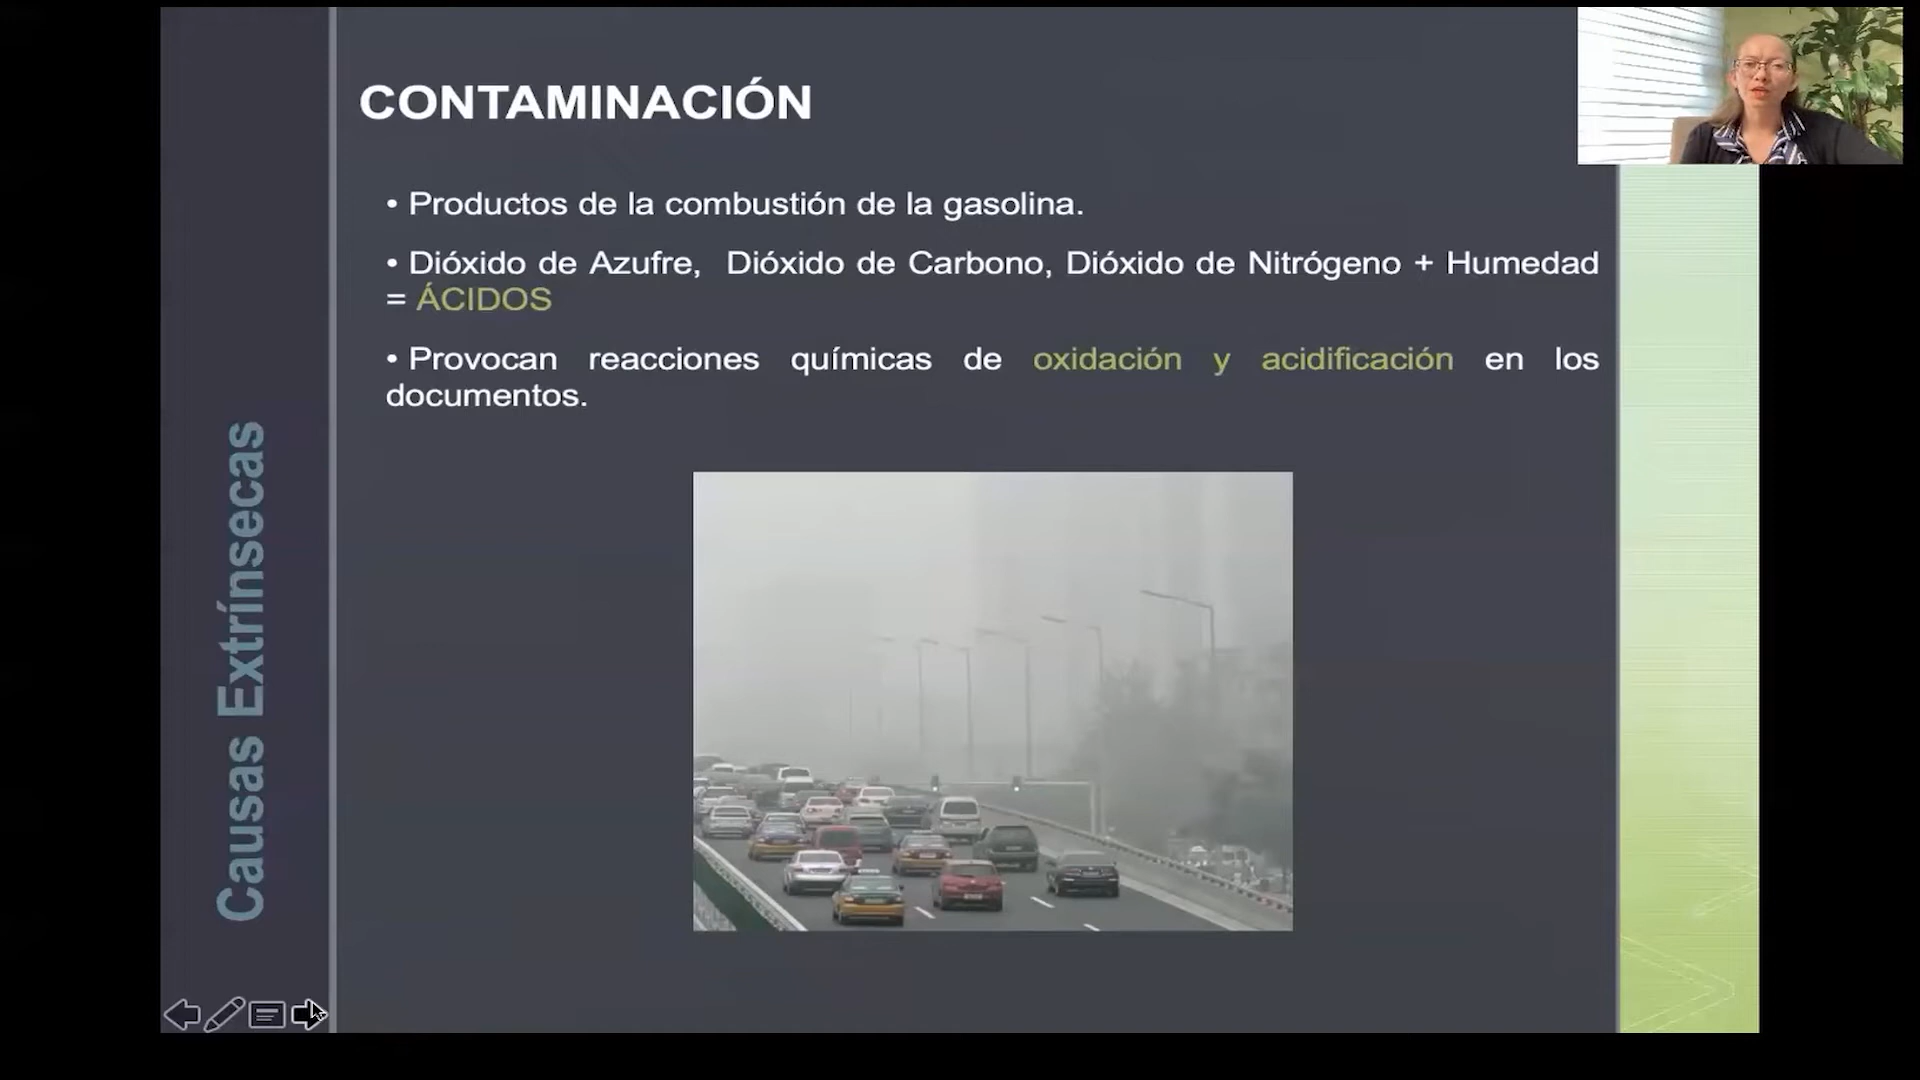 CONTAMINACIÓN
• Productos de la combustión de la gasolina.
• Dióxido de Azufre, Dióxido de Carbono, Dióxido de Nitrógeno + Humedad
= ÁCIDOS
• Provocan reacciones químicas de oxidación y acidificación en los
documentos.
Causas Extrínsecas